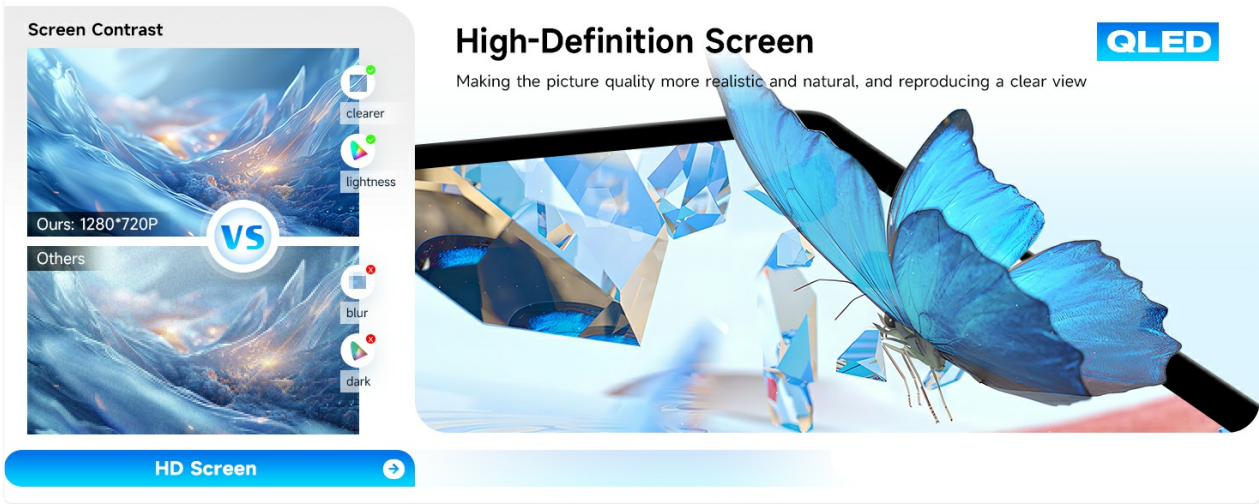 Screen Contrast
clearer
lightness
Ours: 1280*720P
VS
Others
blur
dark
HD Screen
High-Definition Screen
QLED
Making the picture quality more realistic and natural, and reproducing a clear view